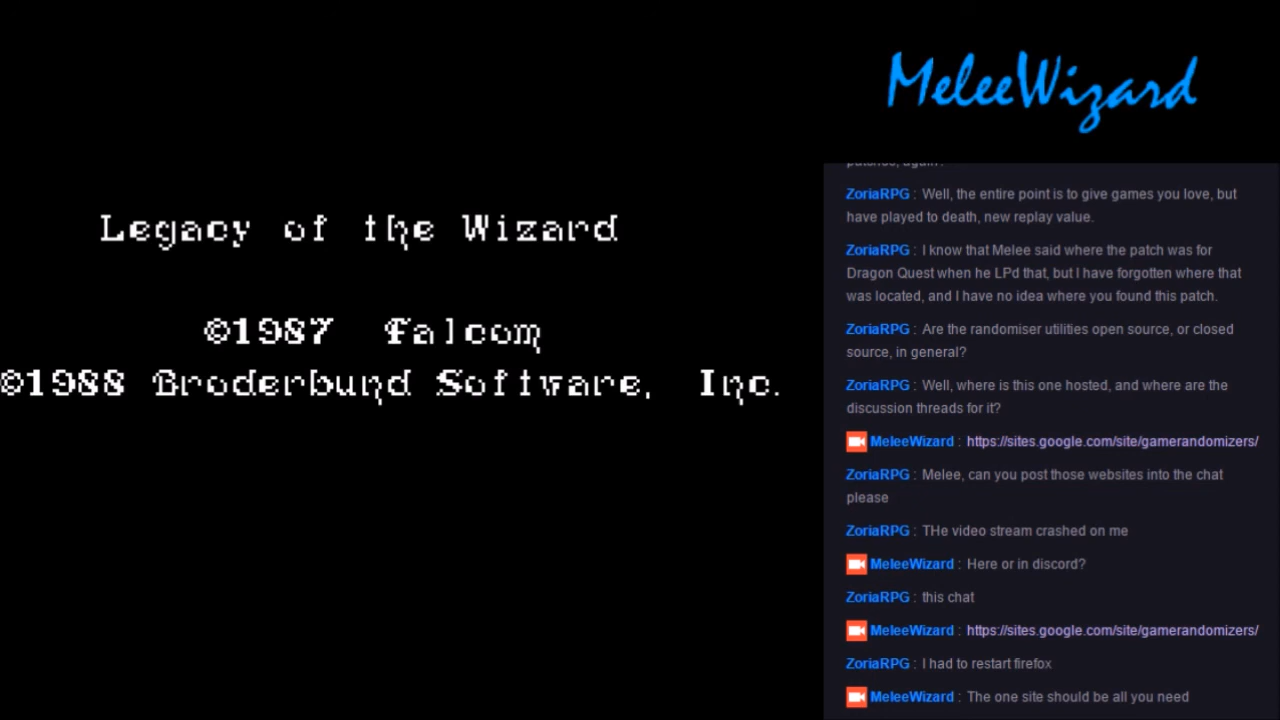 Legacy of the Wizard
©1987 Falcom
©1988 Broderbund Software, Inc.
MeleeWizard
patches, again?
ZoriaRPG : Well, the entire point is to give games you love, but
have played to death, new replay value.
ZoriaRPG : I know that Melee said where the patch was for
Dragon Quest when he LPd that, but I have forgotten where that
was located, and I have no idea where you found this patch.
ZoriaRPG : Are the randomiser utilities open source, or closed
source, in general?
ZoriaRPG : Well, where is this one hosted, and where are the
discussion threads for it?
MeleeWizard : https://sites.google.com/site/gamerandomizers/
ZoriaRPG : Melee, can you post those websites into the chat
please
ZoriaRPG : THe video stream crashed on me
MeleeWizard : Here or in discord?
ZoriaRPG : this chat
MeleeWizard : https://sites.google.com/site/gamerandomizers/
ZoriaRPG : I had to restart firefox
MeleeWizard : The one site should be all you need